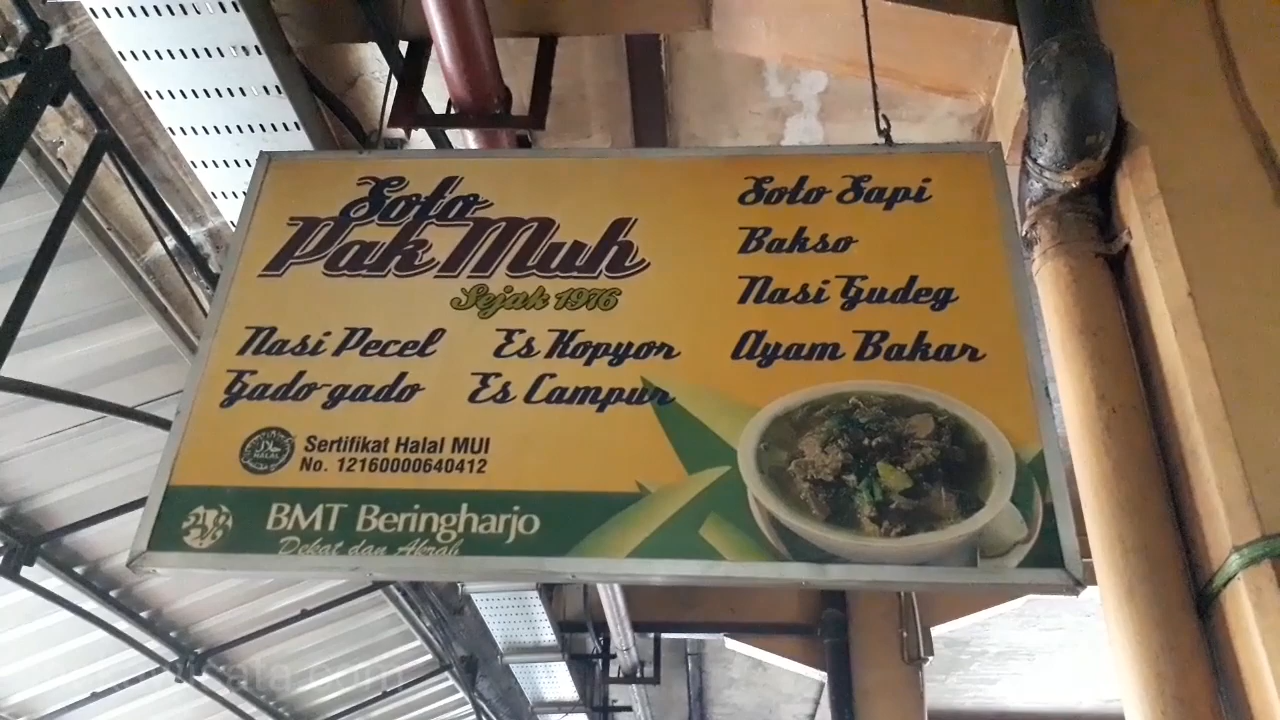 Soto
Pak Muh
Sejak 1976
Nasi Pecel
Es Kopyor
Gado-gado
Es Campur
Soto Sapi
Bakso
Nasi Gudeg
Ayam Bakar
HALAL
Sertifikat Halal MUI
No. 12160000640412
BMT Beringharjo
Dekat dan Akrab